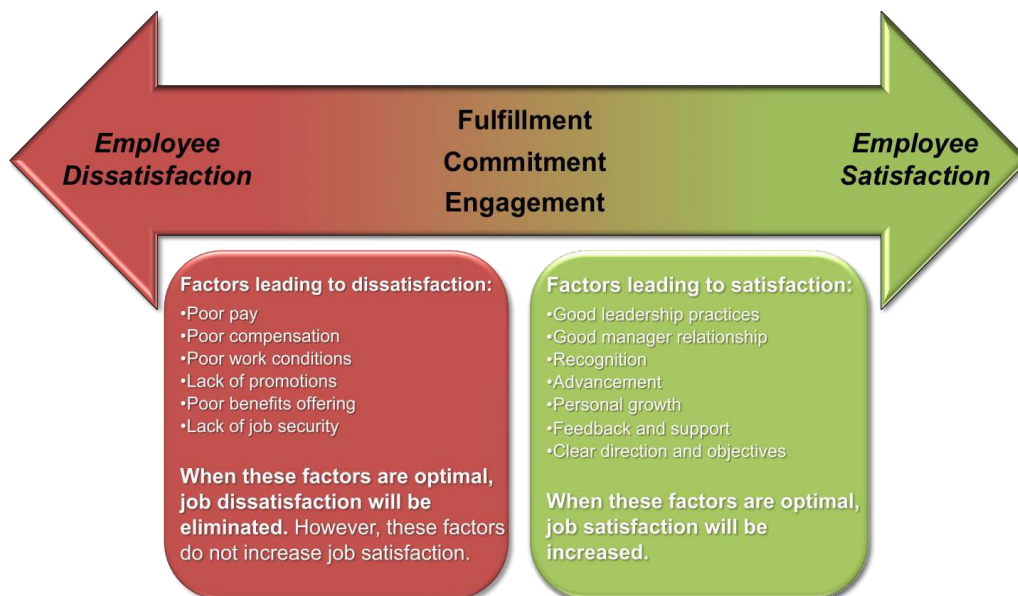 Employee
Dissatisfaction
Fulfillment
Commitment
Engagement
Employee
Satisfaction
Factors leading to dissatisfaction:
•Poor pay
•Poor compensation
•Poor work conditions
•Lack of promotions
•Poor benefits offering
•Lack of job security
When these factors are optimal,
job dissatisfaction will be
eliminated. However, these factors
do not increase job satisfaction.
Factors leading to satisfaction:
•Good leadership practices
•Good manager relationship
•Recognition
•Advancement
•Personal growth
•Feedback and support
•Clear direction and objectives
When these factors are optimal,
job satisfaction will be
increased.